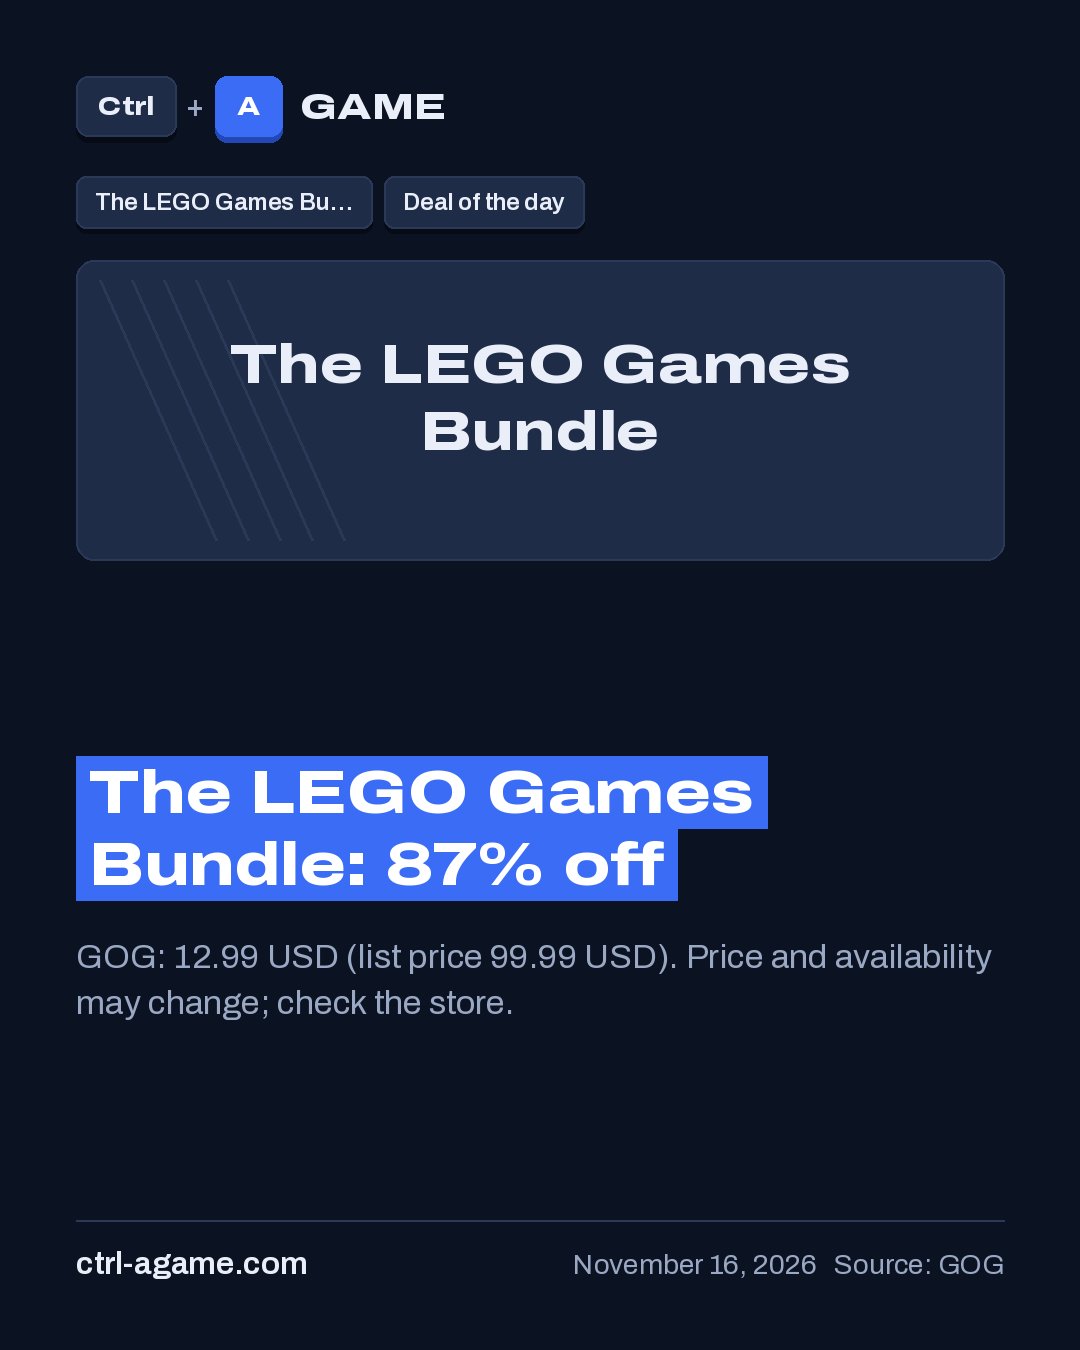 Ctrl + A GAME
The LEGO Games Bu... Deal of the day
The LEGO Games
Bundle
The LEGO Games
Bundle: 87% off
GOG: 12.99 USD (list price 99.99 USD). Price and availability
may change; check the store.
ctrl-agame.com November 16, 2026 Source: GOG